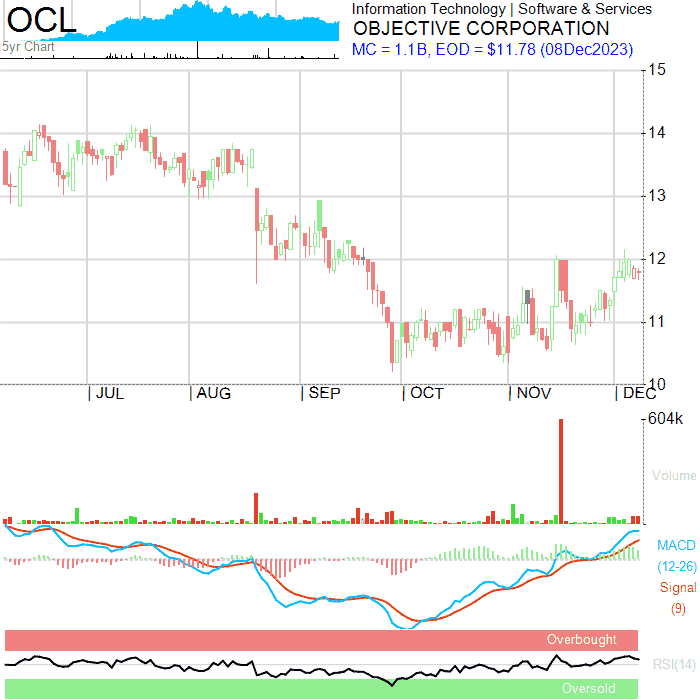 OCL
5yr Chart
Information Technology | Software & Services
OBJECTIVE CORPORATION
MC = 1.1B, EOD = $11.78 (08Dec2023)
15
14
13
12
11
10
| JUL | AUG | SEP | OCT | NOV | DEC
604k
Volume
MACD
(12-26)
Signal
(9)
Overbought
RSI(14)
Oversold